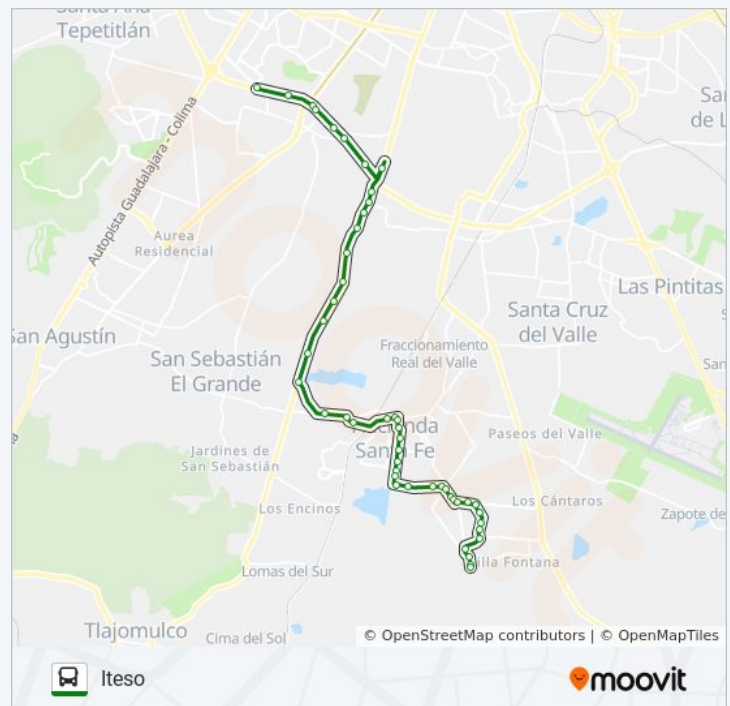 Santa Ana
Tepetitlán
Autopista Guadalajara - Colima
Aurea
Residencial
San Agustín
San Sebastián
El Grande
Fraccionamiento
Real del Valle
Santa Cruz
del Valle
Las Pintitas
Hacienda
Santa Fe
Jardines de
San Sebastián
Paseos del Valle
Los Encinos
Los Cántaros
Zapote de
Lomas del Sur
Villa Fontana
Tlajomulco
Cima del Sol
© OpenStreetMap contributors | © OpenMapTiles
Iteso
moovit